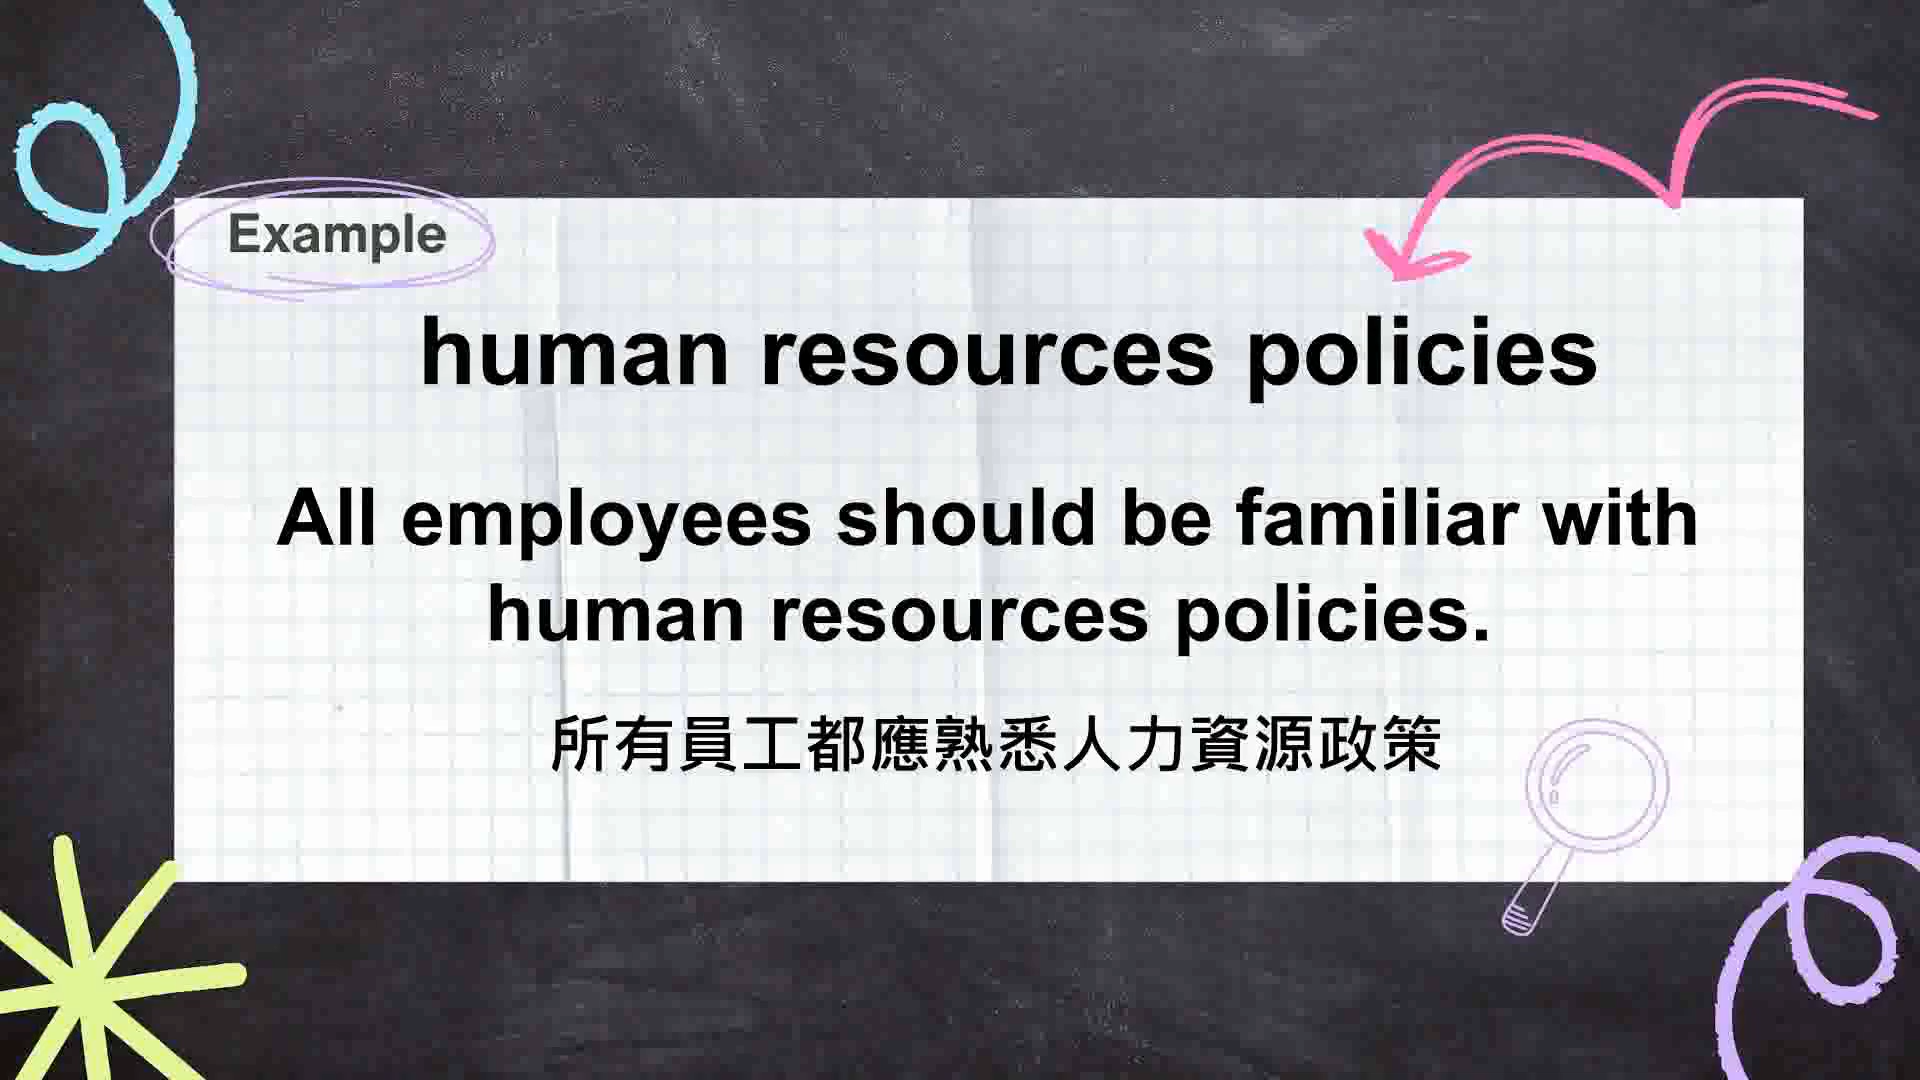 Example
human resources policies
All employees should be familiar with
human resources policies.
所有員工都應熟悉人力資源政策